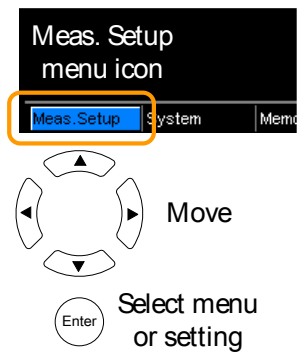 Meas. Setup
menu icon
Meas.Setup System
Move
Enter
Select menu
or setting